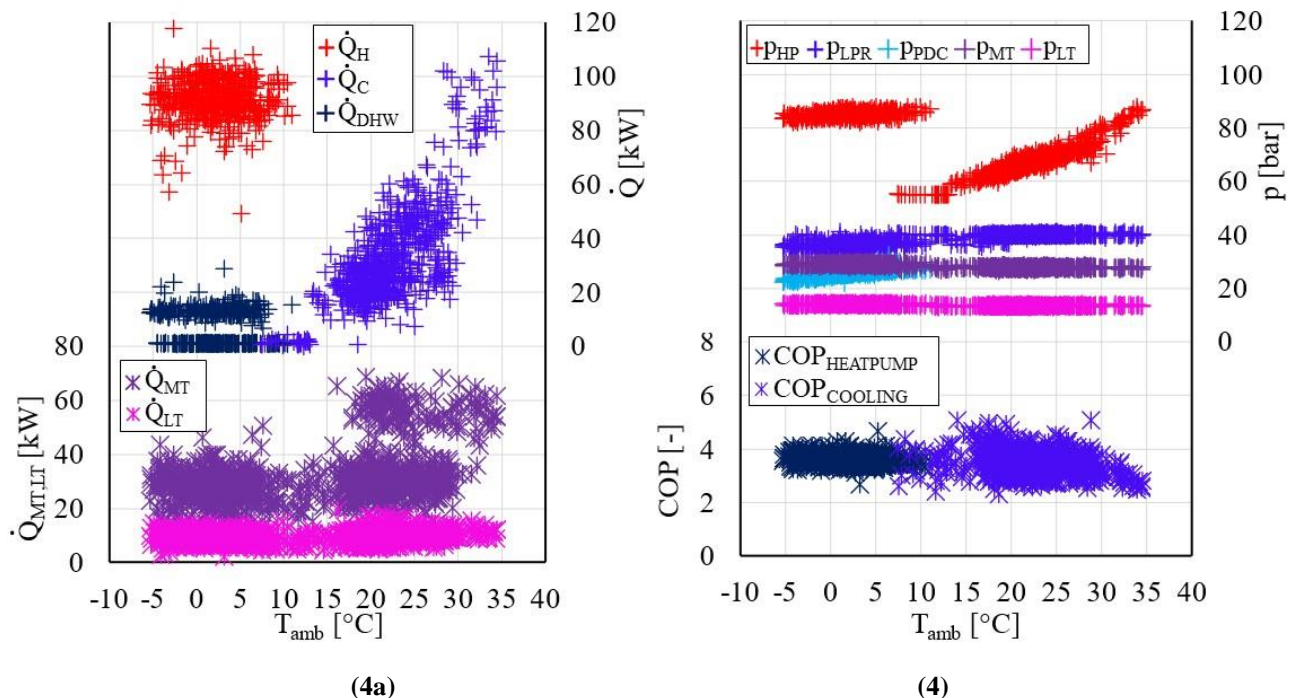 120
100
80
60
40
20
0
Q̇ [kW]
Q̇H
Q̇C
Q̇DHW
80
60
40
20
0
Q̇MT,LT [kW]
Q̇MT
Q̇LT
-10 -5 0 5 10 15 20 25 30 35 40
Tamb [°C]
(4a)
120
100
80
60
40
20
0
p [bar]
pHP pLPR pPDC pMT pLT
8
6
4
2
0
COP [-]
COPHEATPUMP
COPCOOLING
-10 -5 0 5 10 15 20 25 30 35 40
Tamb [°C]
(4)